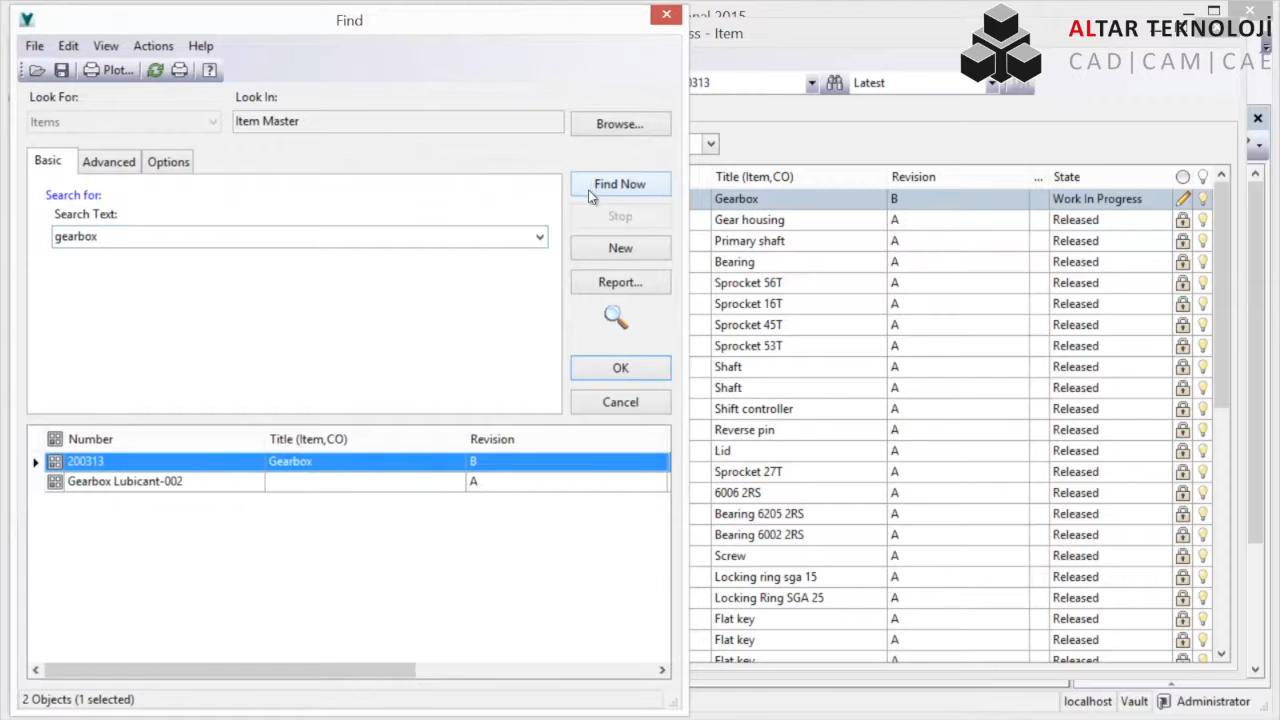 Find
File Edit View Actions Help
Plot...
Look For:
Look In:
Items
Item Master
Browse...
Basic Advanced Options
Search for:
Search Text:
gearbox
Find Now
Stop
New
Report...
OK
Cancel
Number Title (Item,CO) Revision
200313 Gearbox B
Gearbox Lubicant-002 A
2 Objects (1 selected)
2015
- Item
ALTAR TEKNOLOJİ
CAD|CAM|CAE
Latest
Title (Item,CO) Revision ... State
Gearbox B Work In Progress
Gear housing A Released
Primary shaft A Released
Bearing A Released
Sprocket 56T A Released
Sprocket 16T A Released
Sprocket 45T A Released
Sprocket 53T A Released
Shaft A Released
Shaft A Released
Shift controller A Released
Reverse pin A Released
Lid A Released
Sprocket 27T A Released
6006 2RS A Released
Bearing 6205 2RS A Released
Bearing 6002 2RS A Released
Screw A Released
Locking ring sga 15 A Released
Locking Ring SGA 25 A Released
Flat key A Released
Flat key A Released
Flat key A Released
localhost Vault Administrator